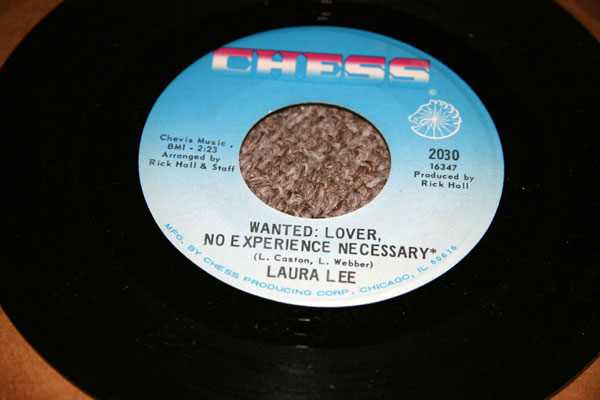 CHESS
©
Chevis Music,
BMI - 2:23
Arranged by
Rick Hall & Staff
2030
16347
Produced by
Rick Hall
WANTED: LOVER,
NO EXPERIENCE NECESSARY*
(L. Caston, L. Webber)
LAURA LEE
MFG. BY CHESS PRODUCING CORP., CHICAGO, IL 60616